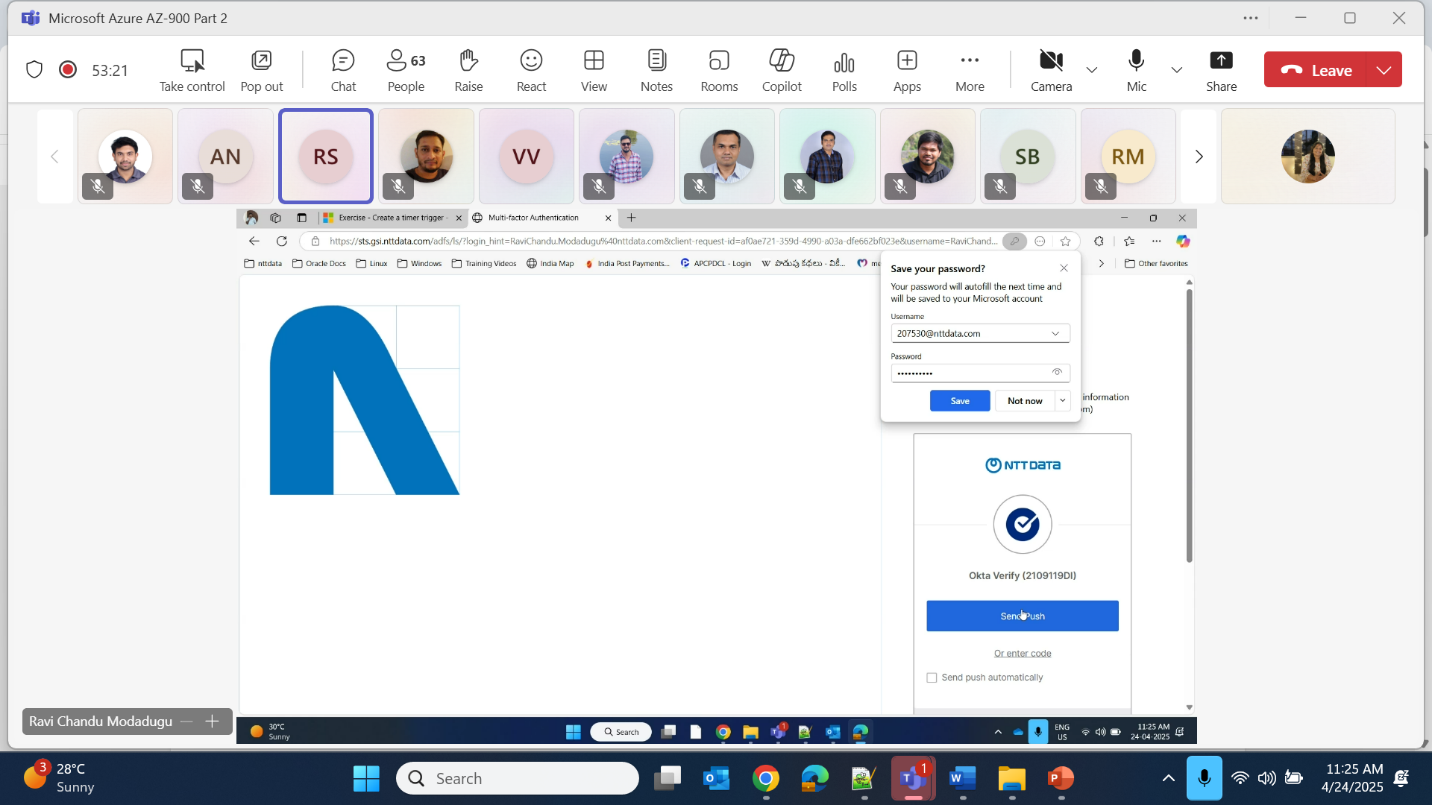 Microsoft Azure AZ-900 Part 2
53:21
Take control
Pop out
Chat
63
People
Raise
React
View
Notes
Rooms
Copilot
Polls
Apps
More
Camera
Mic
Share
Leave
AN
RS
VV
SB
RM
Exercise - Create a timer trigger
Multi-factor Authentication
https://sts.gsi.nttdata.com/adfs/ls/?login_hint=RaviChandu.Modadugu%40nttdata.com&client-request-id=af0ae721-359d-4990-a03a-dfe662bf023e&username=RaviChand...
nttdata
Oracle Docs
Linux
Windows
Training Videos
India Map
India Post Payments...
APCPDCL - Login
Other favorites
Save your password?
Your password will autofill the next time and
will be saved to your Microsoft account
Username
207530@nttdata.com
Password
••••••••••
Save
Not now
information
NTT DATA
Okta Verify (2109119DI)
Send Push
Or enter code
Send push automatically
Ravi Chandu Modadugu
30°C
Sunny
Search
ENG
US
11:25 AM
24-04-2025
3
28°C
Sunny
Search
1
11:25 AM
4/24/2025